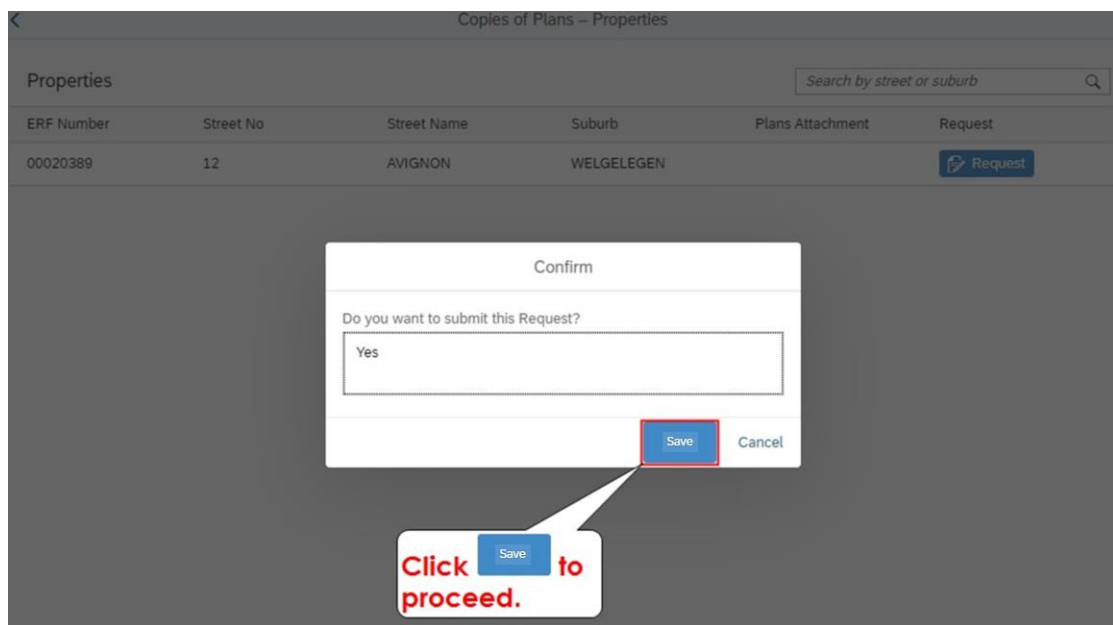 Copies of Plans – Properties
Properties
Search by street or suburb
ERF Number Street No Street Name Suburb Plans Attachment Request
00020389 12 AVIGNON WELGELEGEN Request
Confirm
Do you want to submit this Request?
Yes
Save Cancel
Click Save to
proceed.